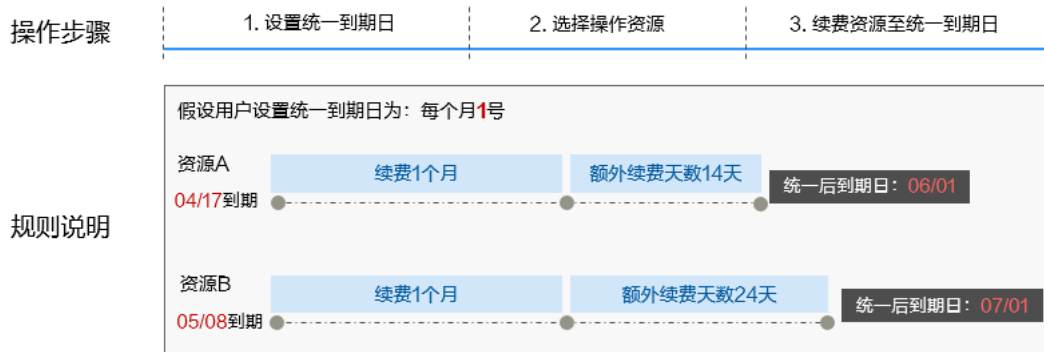 操作步骤
1. 设置统一到期日
2. 选择操作资源
3. 续费资源至统一到期日
规则说明
假设用户设置统一到期日为：每个月1号
资源A
续费1个月
额外续费天数14天
04/17到期
统一后到期日：06/01
资源B
续费1个月
额外续费天数24天
05/08到期
统一后到期日：07/01